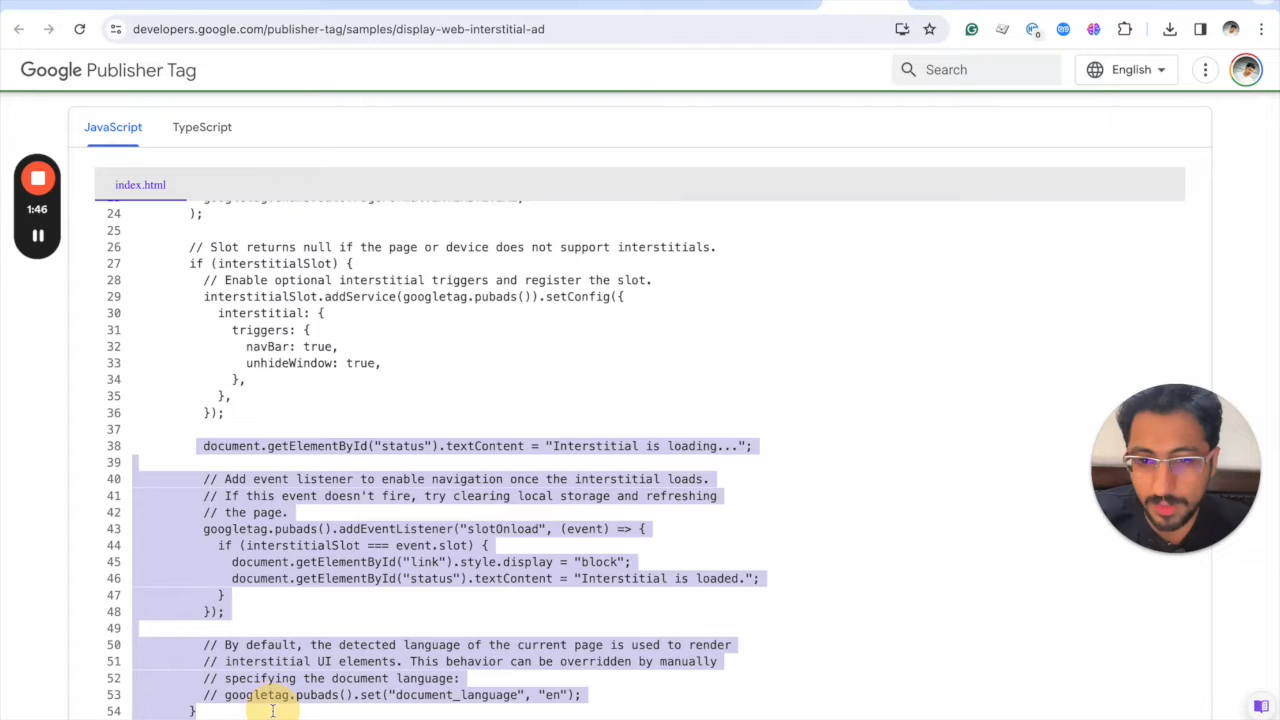 developers.google.com/publisher-tag/samples/display-web-interstitial-ad
0
Google Publisher Tag
Search
English
JavaScript
TypeScript
index.html
1:46
24 );
25
26 // Slot returns null if the page or device does not support interstitials.
27 if (interstitialSlot) {
28 // Enable optional interstitial triggers and register the slot.
29 interstitialSlot.addService(googletag.pubads()).setConfig({
30 interstitial: {
31 triggers: {
32 navBar: true,
33 unhideWindow: true,
34 },
35 },
36 });
37
38 document.getElementById("status").textContent = "Interstitial is loading...";
39
40 // Add event listener to enable navigation once the interstitial loads.
41 // If this event doesn't fire, try clearing local storage and refreshing
42 // the page.
43 googletag.pubads().addEventListener("slotOnload", (event) => {
44 if (interstitialSlot === event.slot) {
45 document.getElementById("link").style.display = "block";
46 document.getElementById("status").textContent = "Interstitial is loaded.";
47 }
48 });
49
50 // By default, the detected language of the current page is used to render
51 // interstitial UI elements. This behavior can be overridden by manually
52 // specifying the document language:
53 // googletag.pubads().set("document_language", "en");
54 }